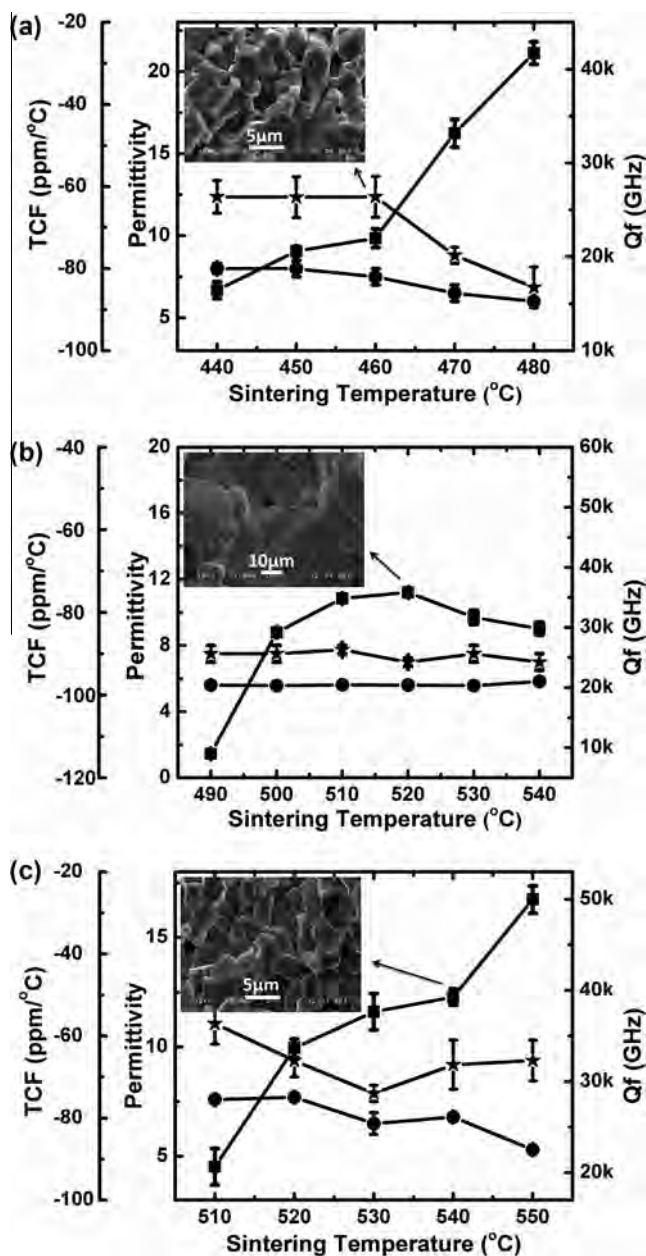 (a)
-20
-40
-60
-80
-100
TCF (ppm/°C)
20
15
10
5
Permittivity
5μm
40k
30k
20k
10k
Qf (GHz)
440 450 460 470 480
Sintering Temperature (°C)
(b)
-40
-60
-80
-100
-120
TCF (ppm/°C)
20
16
12
8
4
0
Permittivity
10μm
60k
50k
40k
30k
20k
10k
Qf (GHz)
490 500 510 520 530 540
Sintering Temperature (°C)
(c)
-20
-40
-60
-80
-100
TCF (ppm/°C)
15
10
5
Permittivity
5μm
50k
40k
30k
20k
Qf (GHz)
510 520 530 540 550
Sintering Temperature (°C)